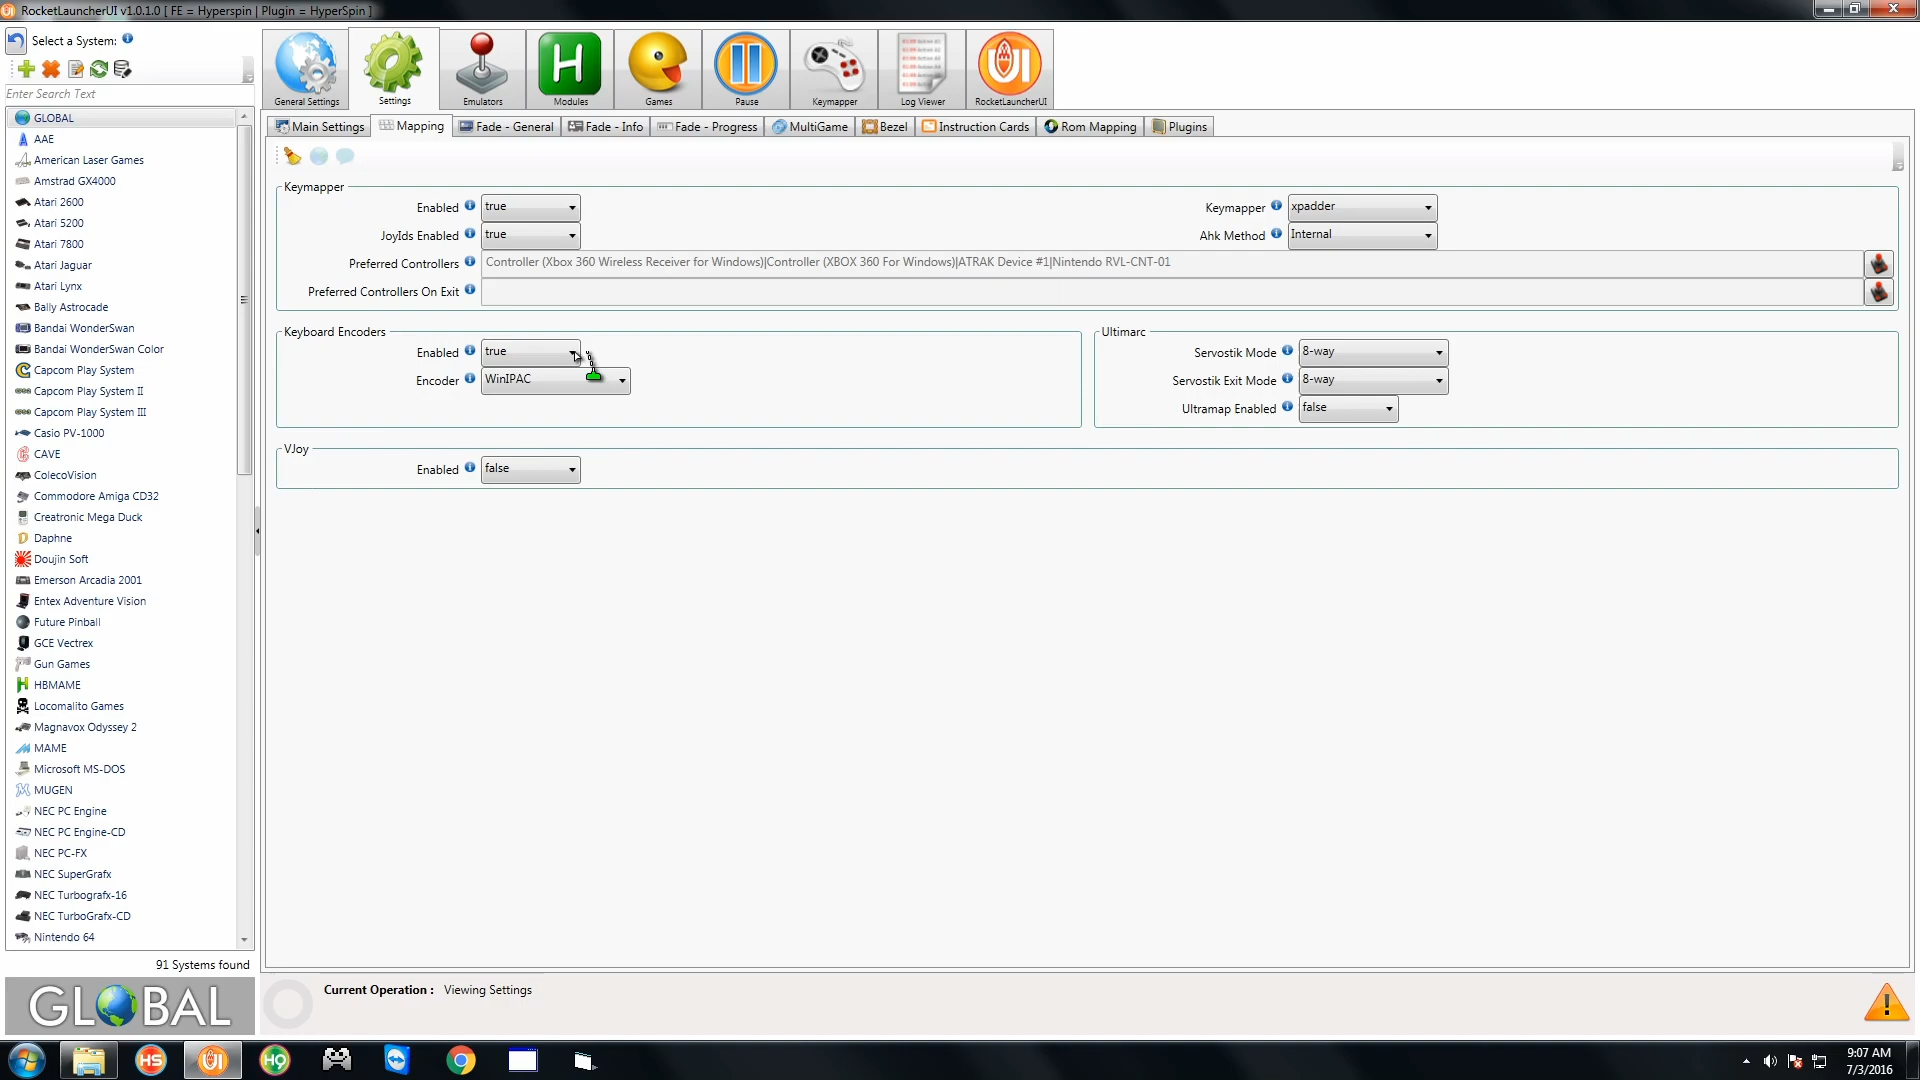 RocketLauncherUI v1.0.1.0 [ FE = Hyperspin | Plugin = HyperSpin ]
Select a System:
Enter Search Text
GLOBAL
AAE
American Laser Games
Amstrad GX4000
Atari 2600
Atari 5200
Atari 7800
Atari Jaguar
Atari Lynx
Bally Astrocade
Bandai WonderSwan
Bandai WonderSwan Color
Capcom Play System
Capcom Play System II
Capcom Play System III
Casio PV-1000
CAVE
ColecoVision
Commodore Amiga CD32
Creatronic Mega Duck
Daphne
Doujin Soft
Emerson Arcadia 2001
Entex Adventure Vision
Future Pinball
GCE Vectrex
Gun Games
HBMAME
Locomalito Games
Magnavox Odyssey 2
MAME
Microsoft MS-DOS
MUGEN
NEC PC Engine
NEC PC Engine-CD
NEC PC-FX
NEC SuperGrafx
NEC Turbografx-16
NEC TurboGrafx-CD
Nintendo 64
91 Systems found
GLOBAL
General Settings Settings Emulators Modules Games Pause Keymapper Log Viewer RocketLauncherUI
Main Settings Mapping Fade - General Fade - Info Fade - Progress MultiGame Bezel Instruction Cards Rom Mapping Plugins
Keymapper
Enabled true Keymapper xpadder
JoyIds Enabled true Ahk Method Internal
Preferred Controllers Controller (Xbox 360 Wireless Receiver for Windows)|Controller (XBOX 360 For Windows)|ATRAK Device #1|Nintendo RVL-CNT-01
Preferred Controllers On Exit
Keyboard Encoders
Enabled true
Encoder WinIPAC
Ultimarc
Servostik Mode 8-way
Servostik Exit Mode 8-way
Ultramap Enabled false
VJoy
Enabled false
Current Operation : Viewing Settings
HS
UI
HQ
9:07 AM
7/3/2016